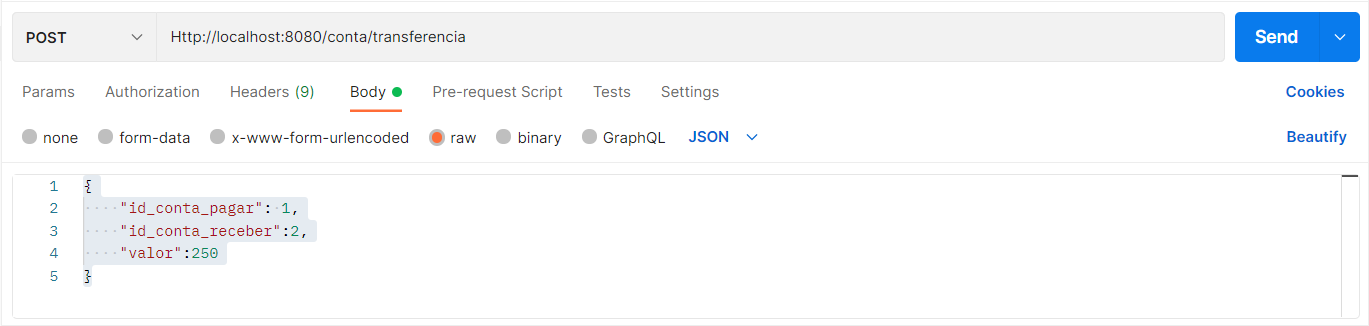 POST Http://localhost:8080/conta/transferencia Send
Params Authorization Headers (9) Body Pre-request Script Tests Settings Cookies
none form-data x-www-form-urlencoded raw binary GraphQL JSON Beautify
1 {
2 "id_conta_pagar": 1,
3 "id_conta_receber":2,
4 "valor":250
5 }